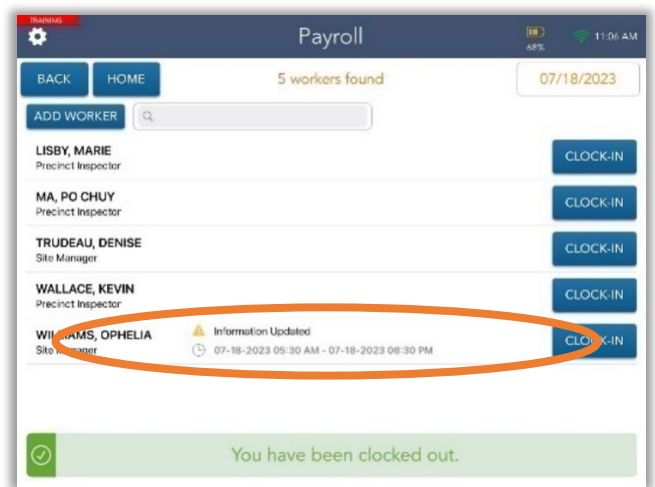 TRAINING
Payroll
68%
11:06 AM
BACK
HOME
5 workers found
07/18/2023
ADD WORKER
LISBY, MARIE
Precinct Inspector
CLOCK-IN
MA, PO CHUY
Precinct Inspector
CLOCK-IN
TRUDEAU, DENISE
Site Manager
CLOCK-IN
WALLACE, KEVIN
Precinct Inspector
CLOCK-IN
WILLIAMS, OPHELIA
Site Manager
Information Updated
07-18-2023 05:30 AM - 07-18-2023 08:30 PM
CLOCK-IN
You have been clocked out.